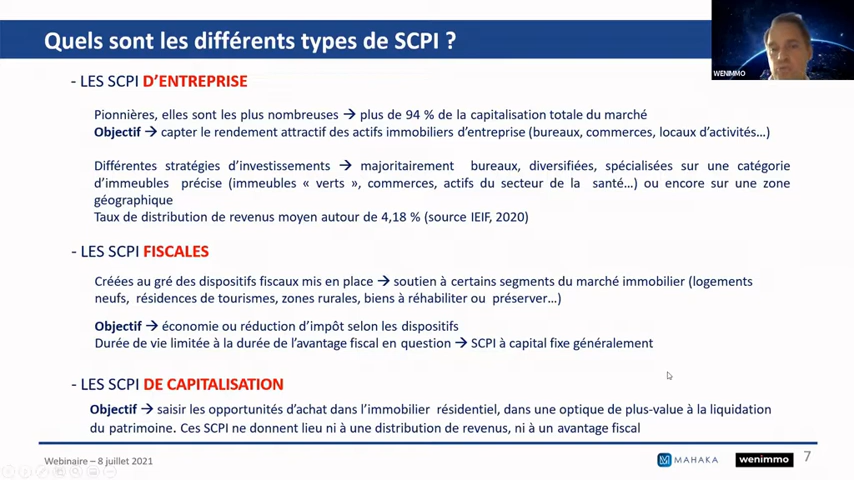 Quels sont les différents types de SCPI ?
WENIMMO
- LES SCPI D’ENTREPRISE
Pionnières, elles sont les plus nombreuses → plus de 94 % de la capitalisation totale du marché
Objectif → capter le rendement attractif des actifs immobiliers d’entreprise (bureaux, commerces, locaux d’activités…)
Différentes stratégies d’investissements → majoritairement bureaux, diversifiées, spécialisées sur une catégorie
d’immeubles précise (immeubles « verts », commerces, actifs du secteur de la santé…) ou encore sur une zone
géographique
Taux de distribution de revenus moyen autour de 4,18 % (source IEIF, 2020)
- LES SCPI FISCALES
Créées au gré des dispositifs fiscaux mis en place → soutien à certains segments du marché immobilier (logements
neufs, résidences de tourismes, zones rurales, biens à réhabiliter ou préserver…)
Objectif → économie ou réduction d’impôt selon les dispositifs
Durée de vie limitée à la durée de l’avantage fiscal en question → SCPI à capital fixe généralement
- LES SCPI DE CAPITALISATION
Objectif → saisir les opportunités d’achat dans l’immobilier résidentiel, dans une optique de plus-value à la liquidation
du patrimoine. Ces SCPI ne donnent lieu ni à une distribution de revenus, ni à un avantage fiscal
Webinaire – 8 juillet 2021
MAHAKA
wenimmo
7